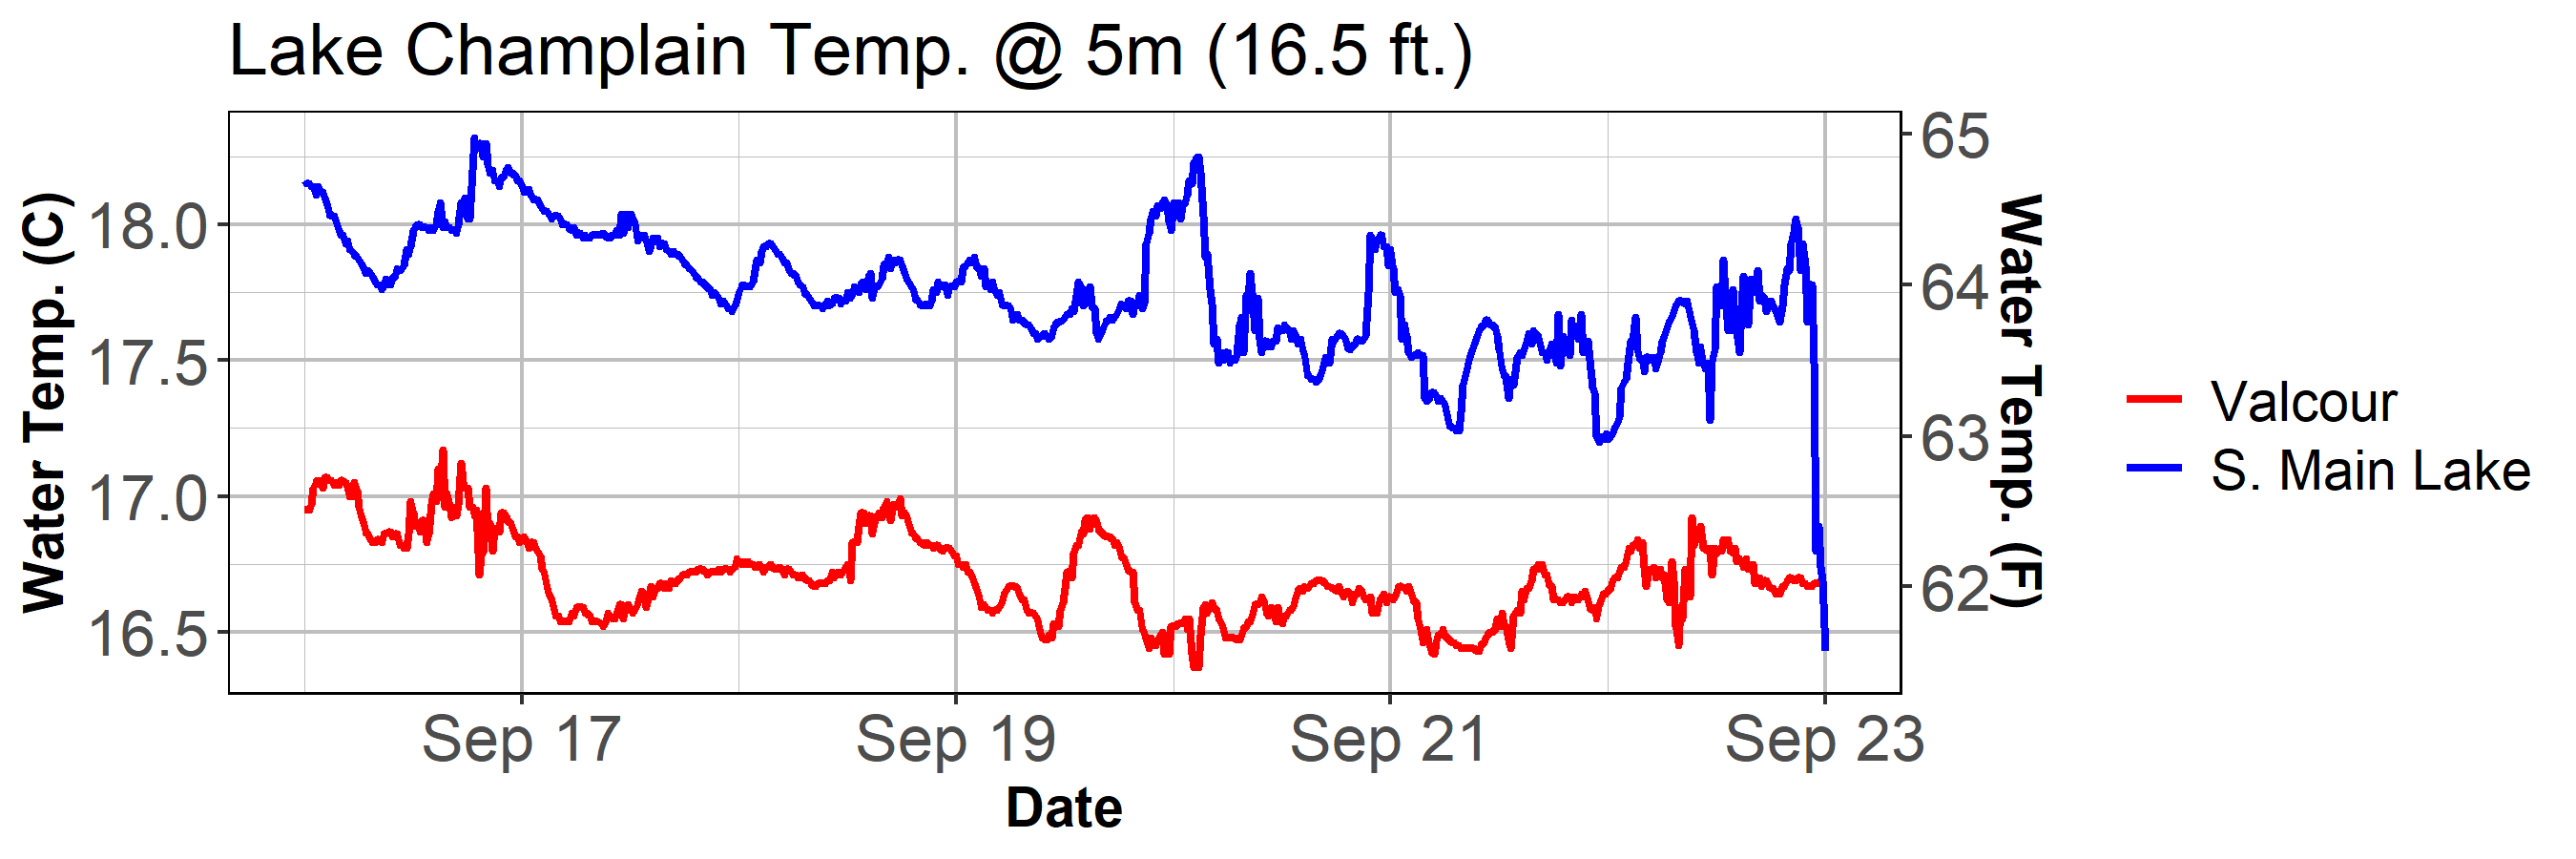 Lake Champlain Temp. @ 5m (16.5 ft.)
Water Temp. (C)
18.0
17.5
17.0
16.5
65
64
63
62
Water Temp. (F)
Sep 17
Sep 19
Sep 21
Sep 23
Date
Valcour
S. Main Lake